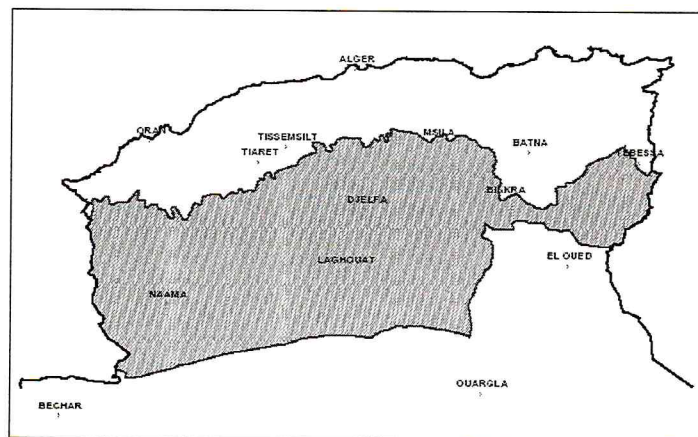 ALGER
ORAN
TISSEMSILT
MSILA
TIARET
BATNA
TEBESSA
BISKRA
DJELFA
LAGHOUAT
EL OUED
NAAMA
OUARGLA
BECHAR